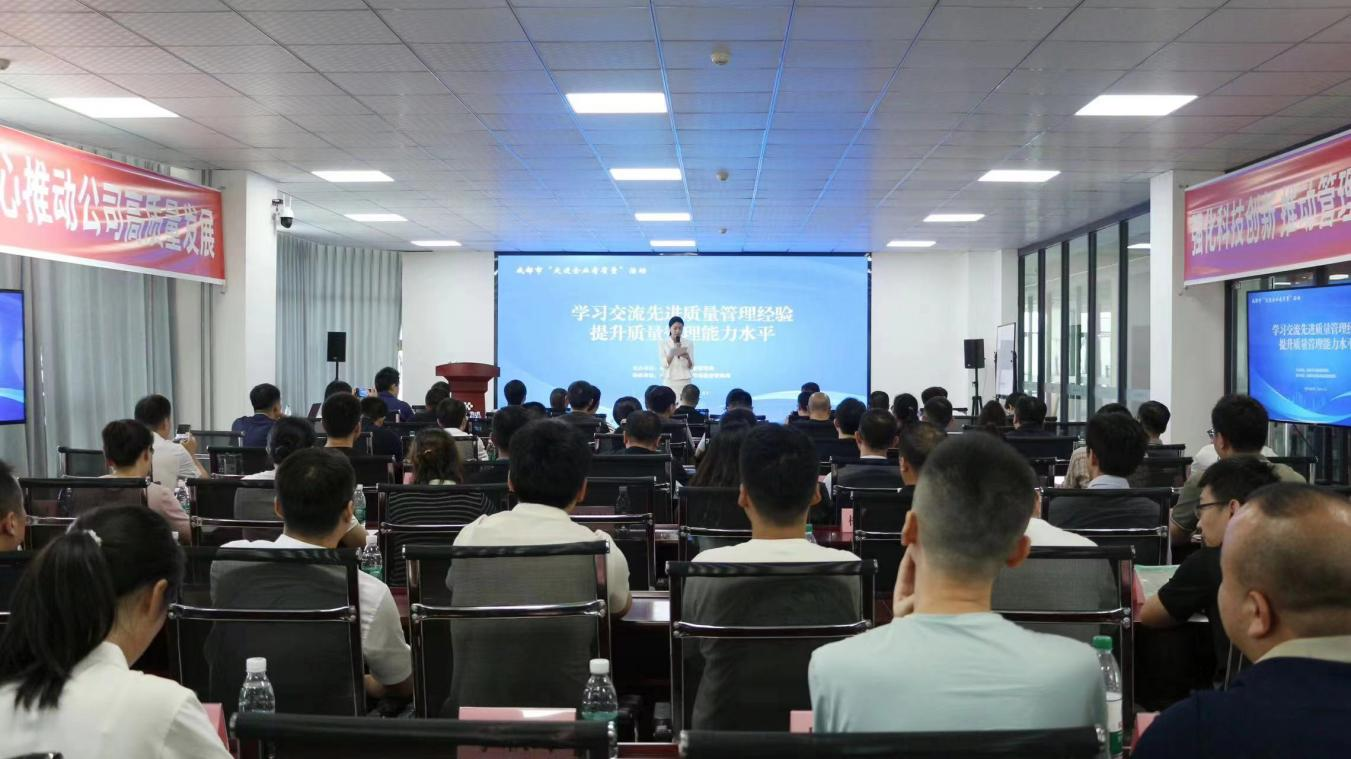 心推动公司高质量发展
强化科技创新 推动管理
成都市“先进企业看质量”活动
学习交流先进质量管理经验
提升质量管理能力水平
学习交流先进质量管理经
提升质量管理能力水平